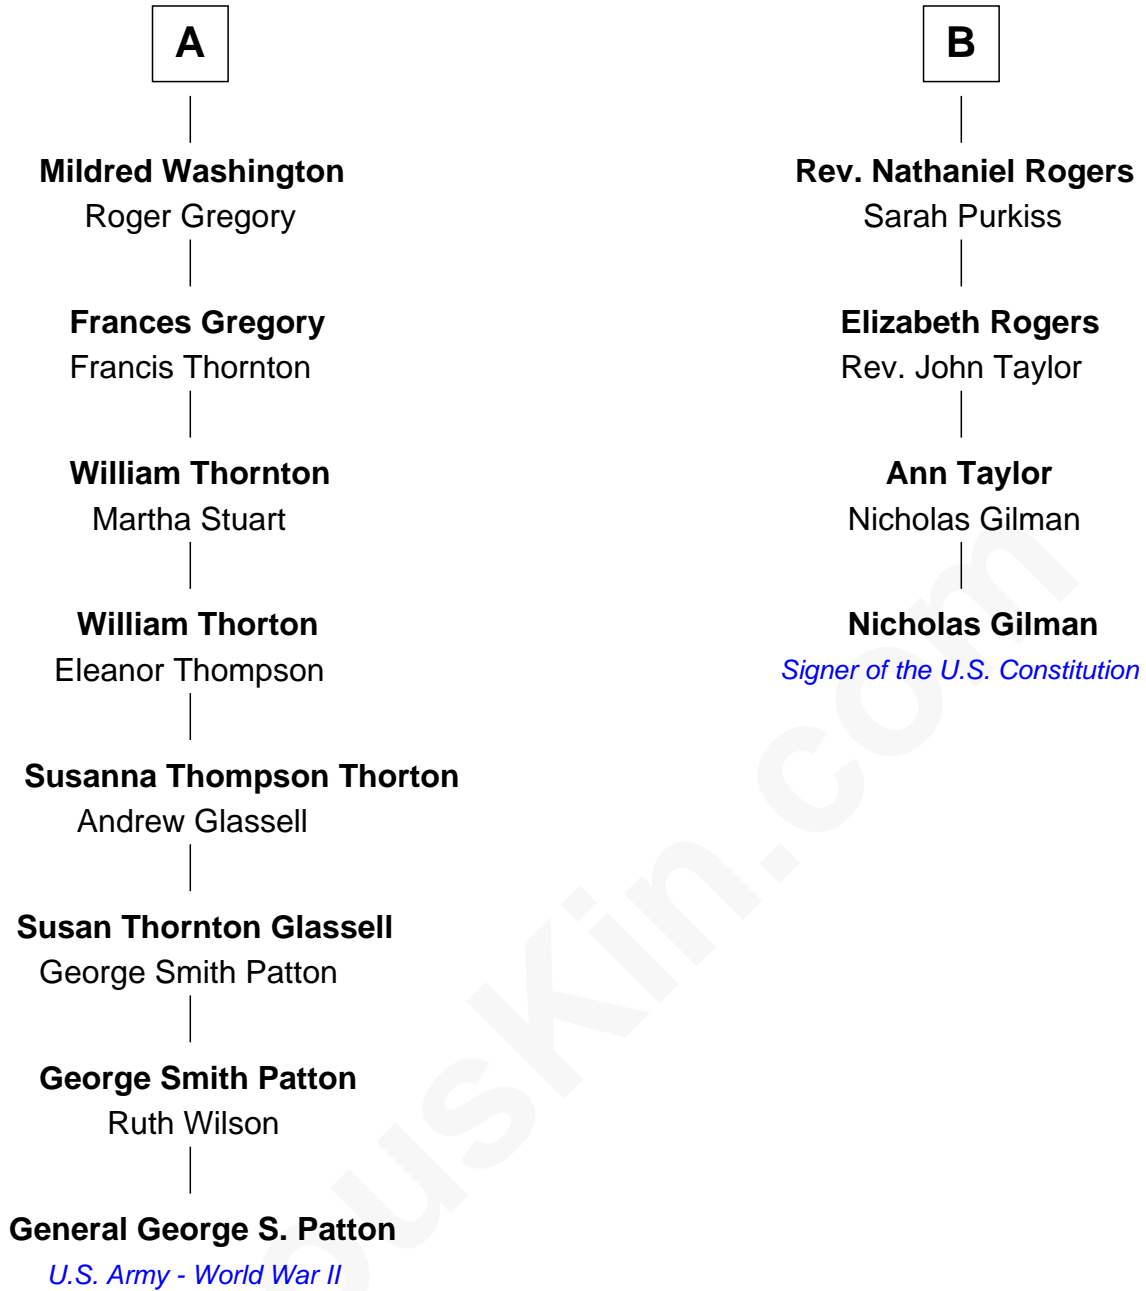 A
Mildred Washington
Roger Gregory
Frances Gregory
Francis Thornton
William Thornton
Martha Stuart
William Thorton
Eleanor Thompson
Susanna Thompson Thorton
Andrew Glassell
Susan Thornton Glassell
George Smith Patton
George Smith Patton
Ruth Wilson
General George S. Patton
U.S. Army - World War II
B
Rev. Nathaniel Rogers
Sarah Purkiss
Elizabeth Rogers
Rev. John Taylor
Ann Taylor
Nicholas Gilman
Nicholas Gilman
Signer of the U.S. Constitution
ousKin.com